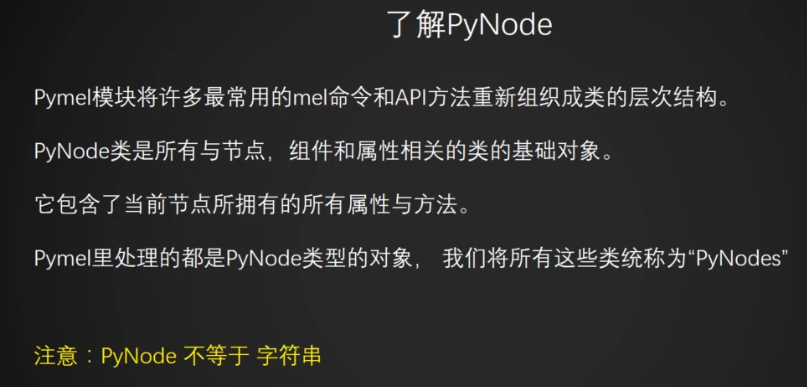 了解PyNode
Pymel模块将许多最常用的mel命令和API方法重新组织成类的层次结构。
PyNode类是所有与节点，组件和属性相关的类的基础对象。
它包含了当前节点所拥有的所有属性与方法。
Pymel里处理的都是PyNode类型的对象， 我们将所有这些类统称为“PyNodes”
注意：PyNode 不等于 字符串